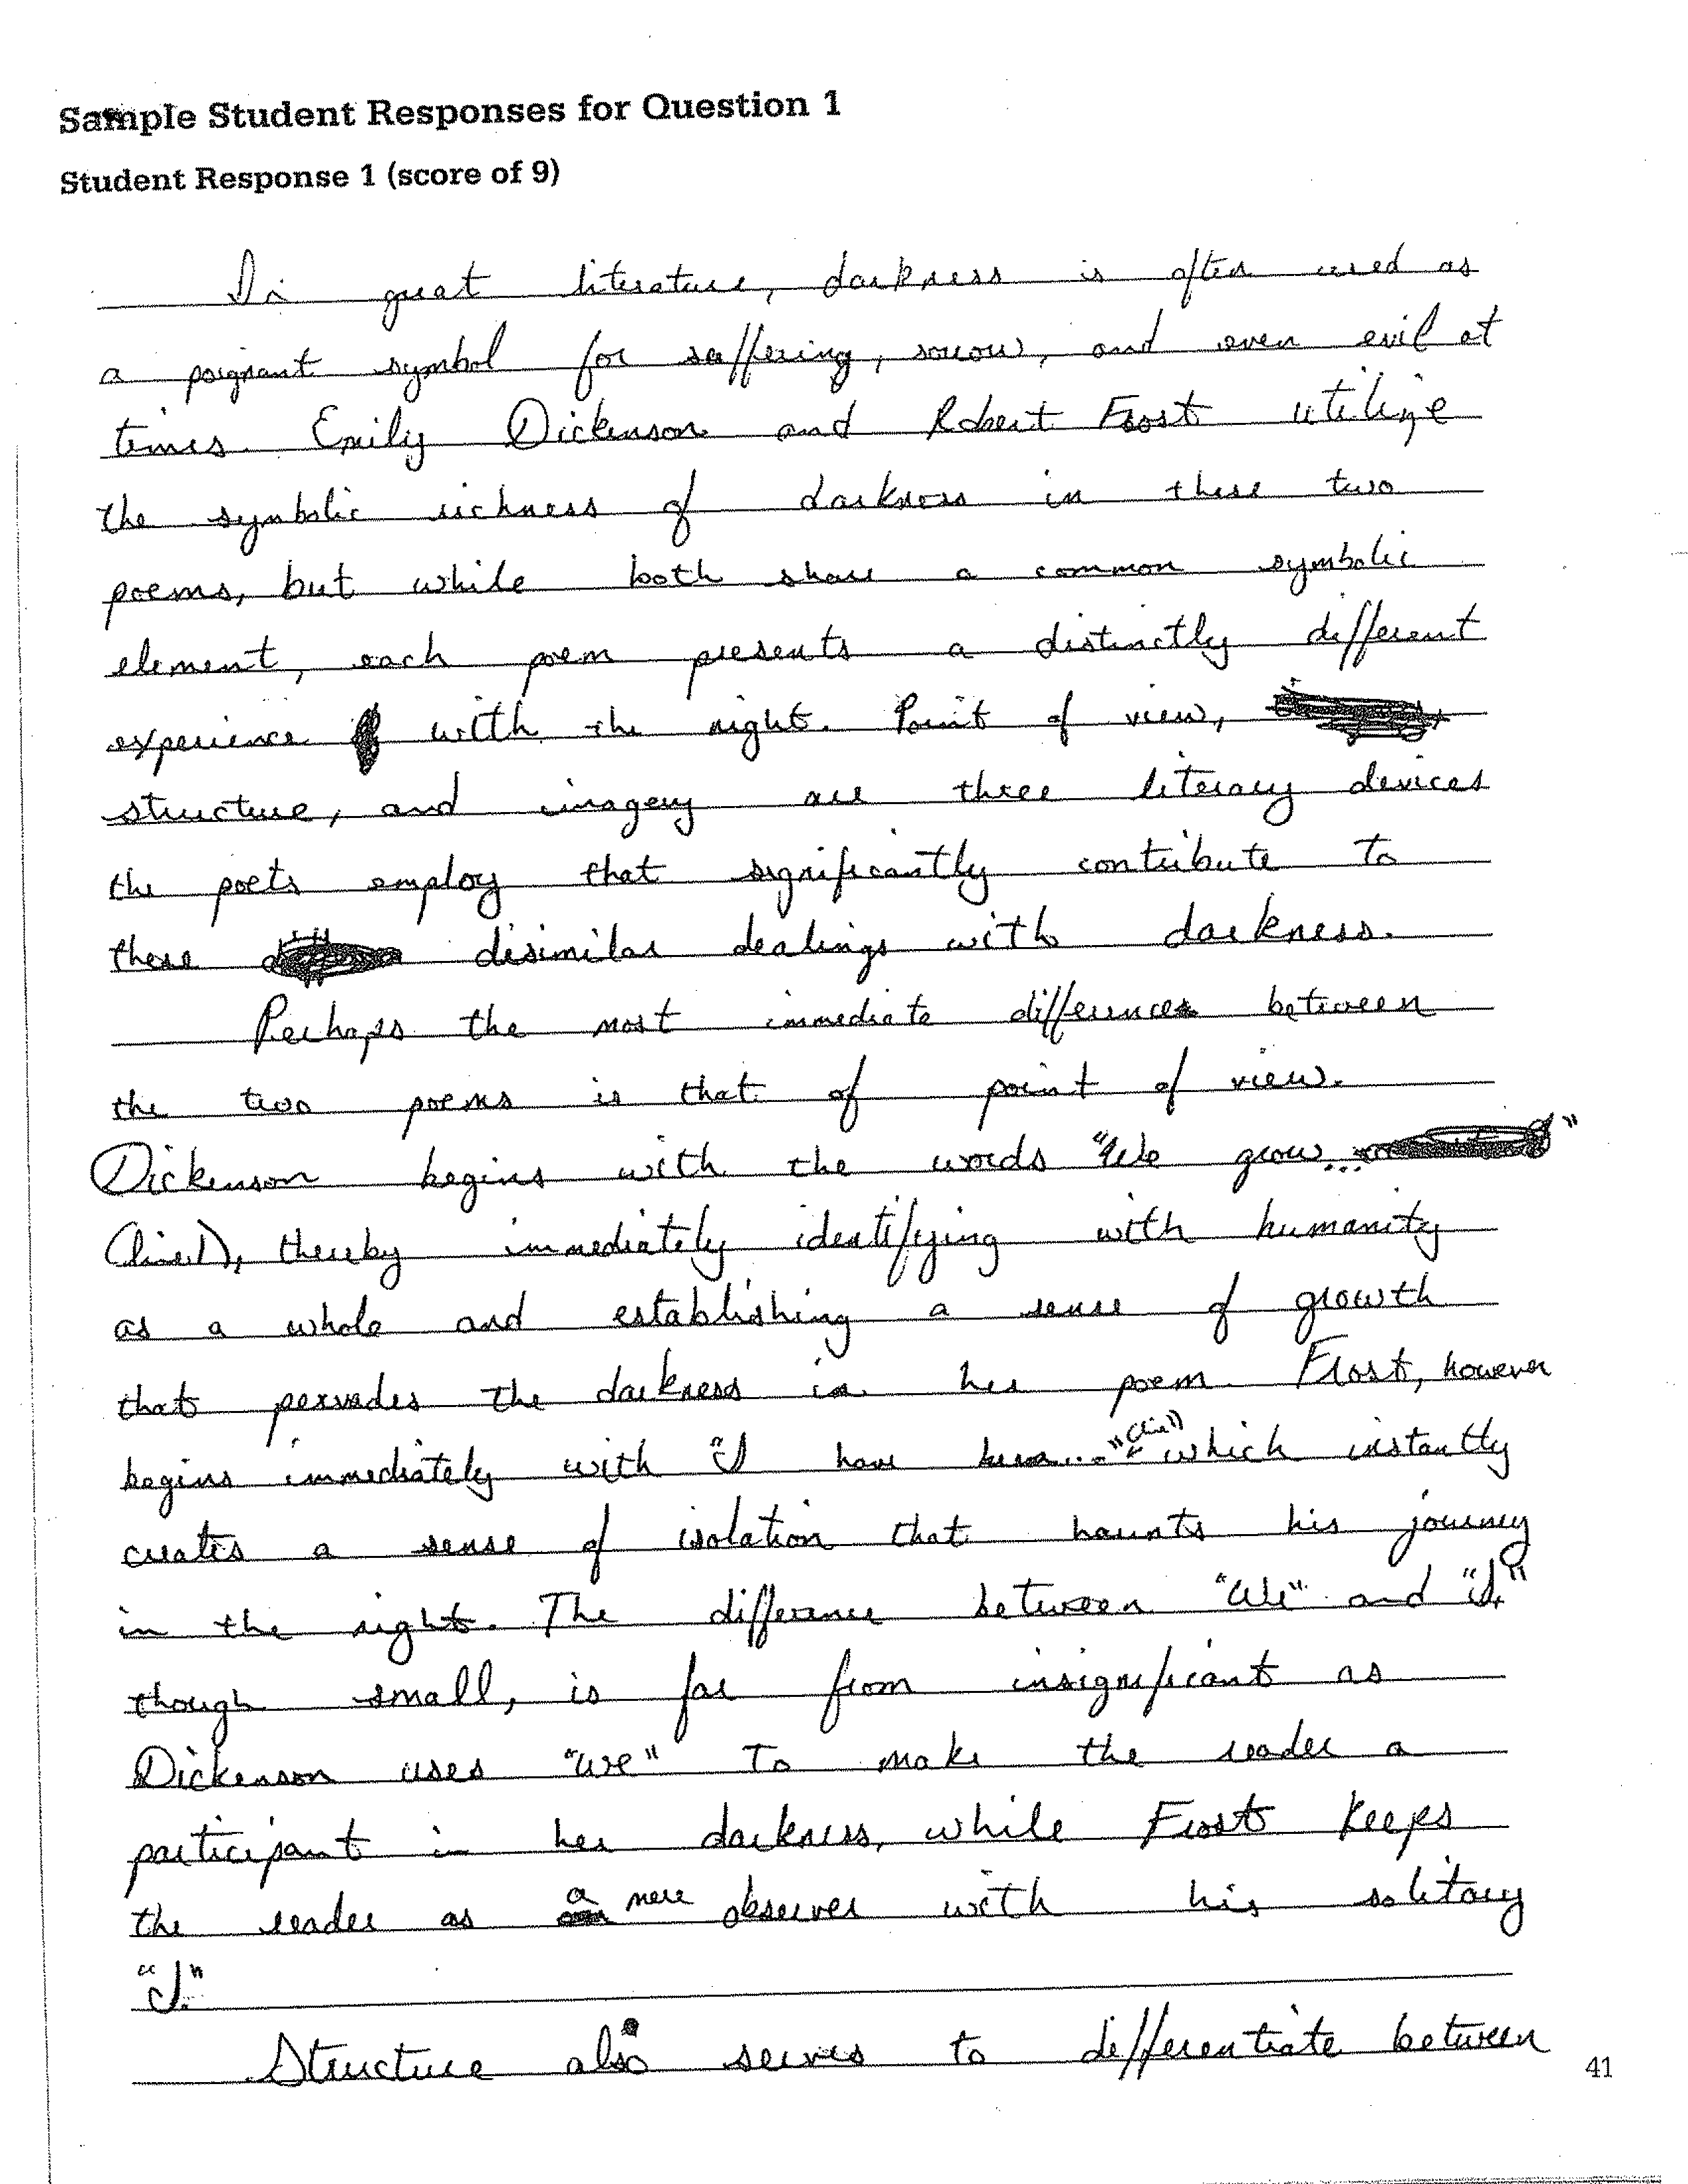 Sample Student Responses for Question 1
Student Response 1 (score of 9)
In great literature, darkness is often used as
a poignant symbol for suffering, sorrow, and even evil at
times. Emily Dickenson and Robert Frost utilize
the symbolic richness of darkness in these two
poems, but while both share a common symbolic
element, each poem presents a distinctly different
experience with the night. Point of view,
structure, and imagery are three literary devices
the poets employ that significantly contribute to
these disimilar dealings with darkness.
Perhaps the most immediate difference between
the two poems is that of point of view.
Dickenson begins with the words "We grow..."
(line 1), thereby immediately identifying with humanity
as a whole and establishing a sense of growth
that pervades the darkness in her poem. Frost, however
begins immediately with "I have been..." which instantly
creates a sense of isolation that haunts his journey
in the night. The difference between "We" and "I,"
though small, is far from insignificant as
Dickenson uses "we" to make the reader a
participant in her darkness, while Frost keeps
the reader as a mere observer with his solitary
"I."
Structure also serves to differentiate between
41